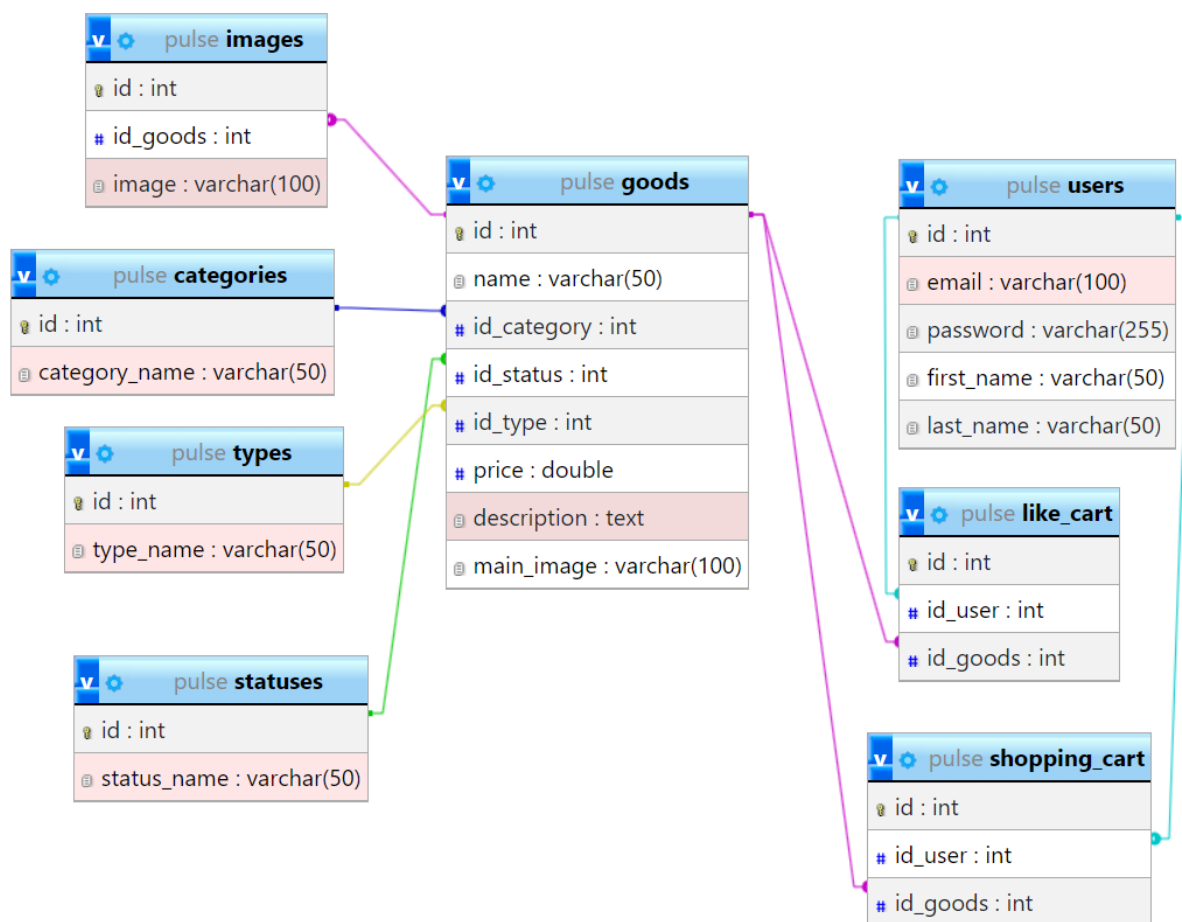 v pulse images
id : int
# id_goods : int
image : varchar(100)
v pulse categories
id : int
category_name : varchar(50)
v pulse types
id : int
type_name : varchar(50)
v pulse statuses
id : int
status_name : varchar(50)
v pulse goods
id : int
name : varchar(50)
# id_category : int
# id_status : int
# id_type : int
# price : double
description : text
main_image : varchar(100)
v pulse users
id : int
email : varchar(100)
password : varchar(255)
first_name : varchar(50)
last_name : varchar(50)
v pulse like_cart
id : int
# id_user : int
# id_goods : int
v pulse shopping_cart
id : int
# id_user : int
# id_goods : int